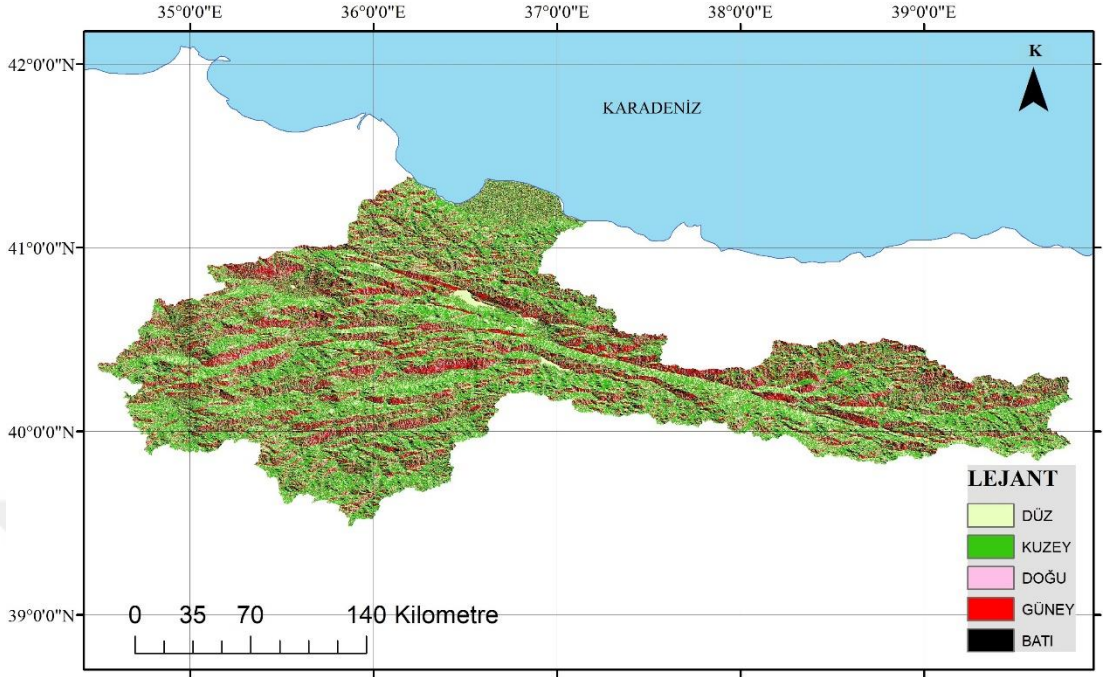 35°0'0"E 36°0'0"E 37°0'0"E 38°0'0"E 39°0'0"E
42°0'0"N
K
KARADENİZ
41°0'0"N
40°0'0"N
LEJANT
DÜZ
KUZEY
DOĞU
GÜNEY
BATI
39°0'0"N
0 35 70 140 Kilometre